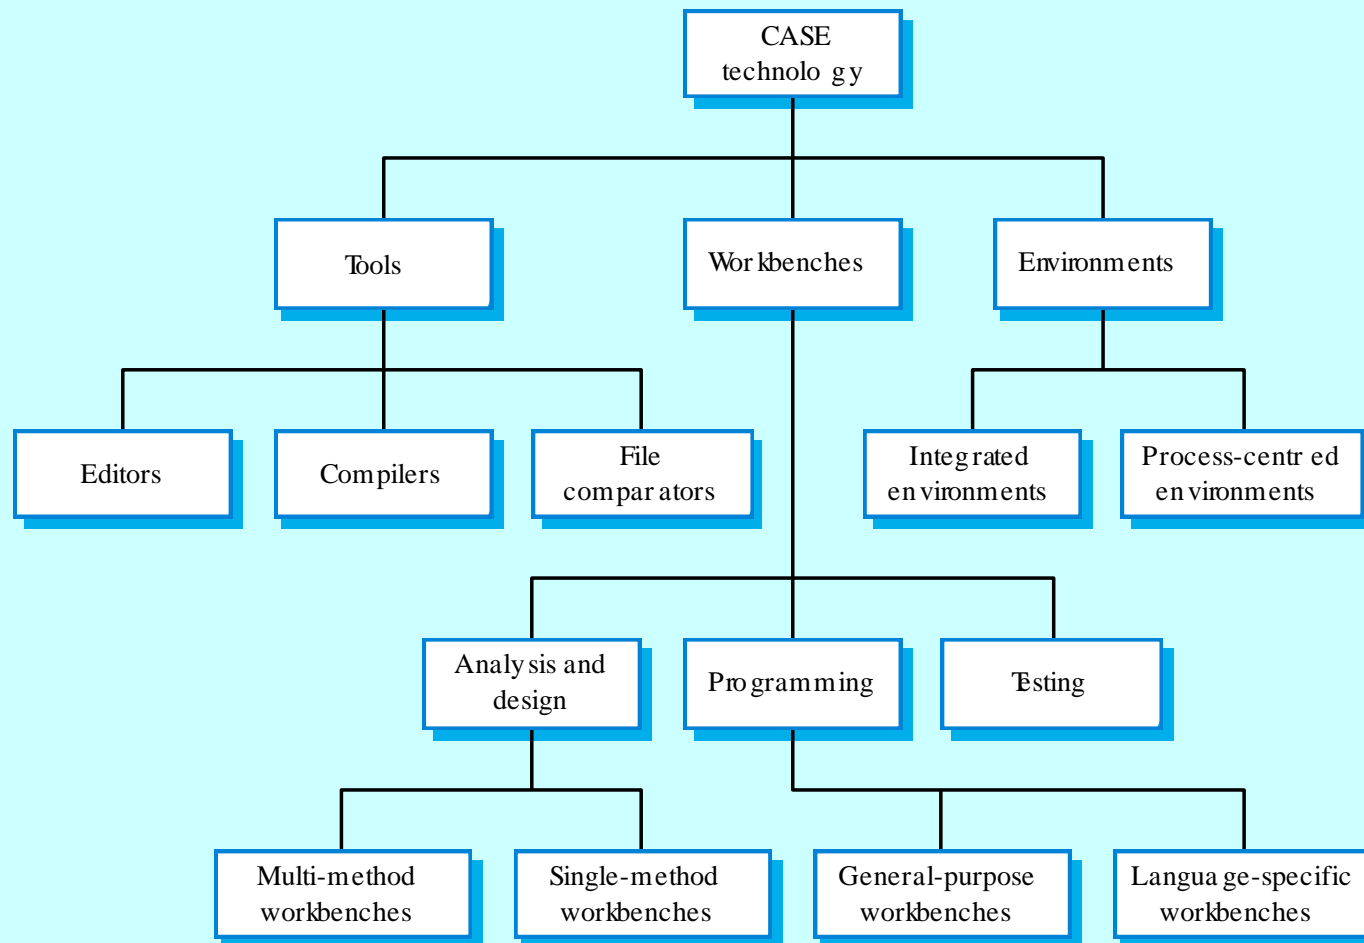 CASE
technology
Tools
Workbenches
Environments
Editors
Compilers
File
comparators
Integrated
environments
Process-centred
environments
Analysis and
design
Programming
Testing
Multi-method
workbenches
Single-method
workbenches
General-purpose
workbenches
Language-specific
workbenches